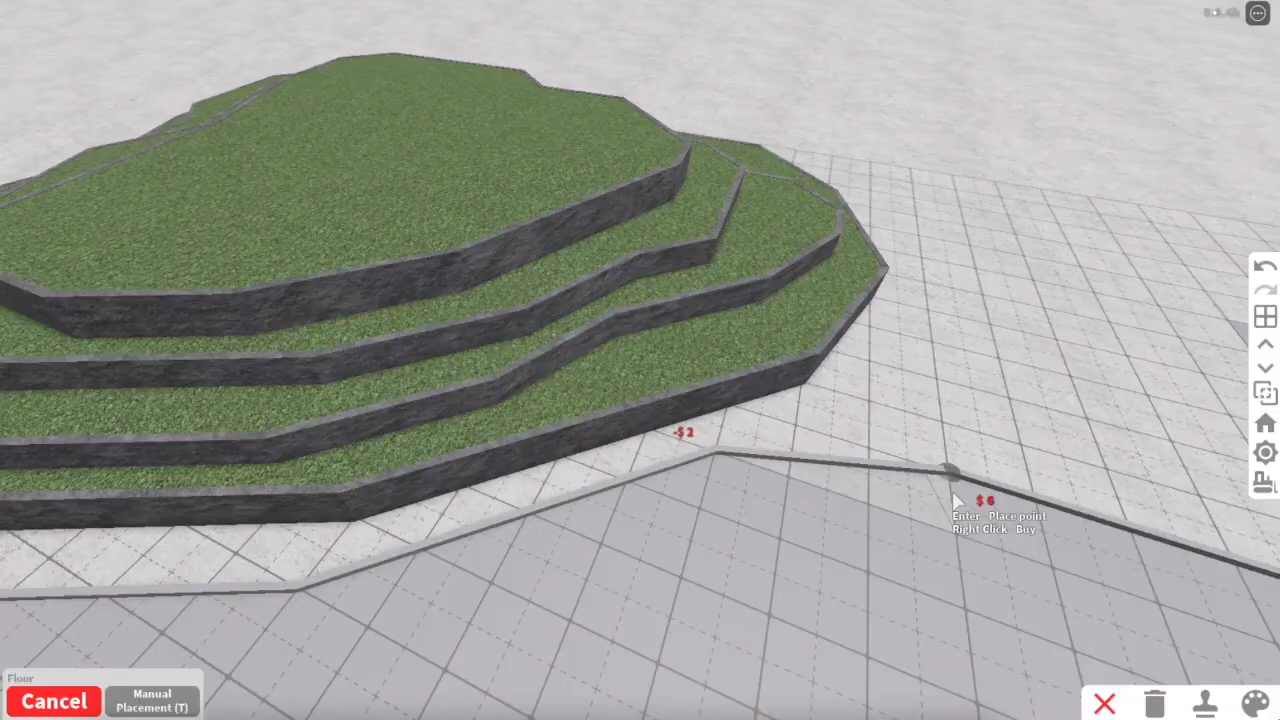 -$2
$6
Enter - Place point
Right Click - Buy
Floor
Cancel
Manual
Placement (T)